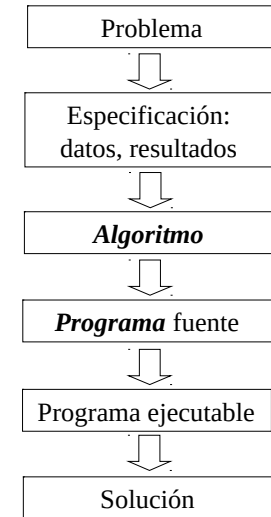 Problema
Especificación:
datos, resultados
Algoritmo
Programa fuente
Programa ejecutable
Solución